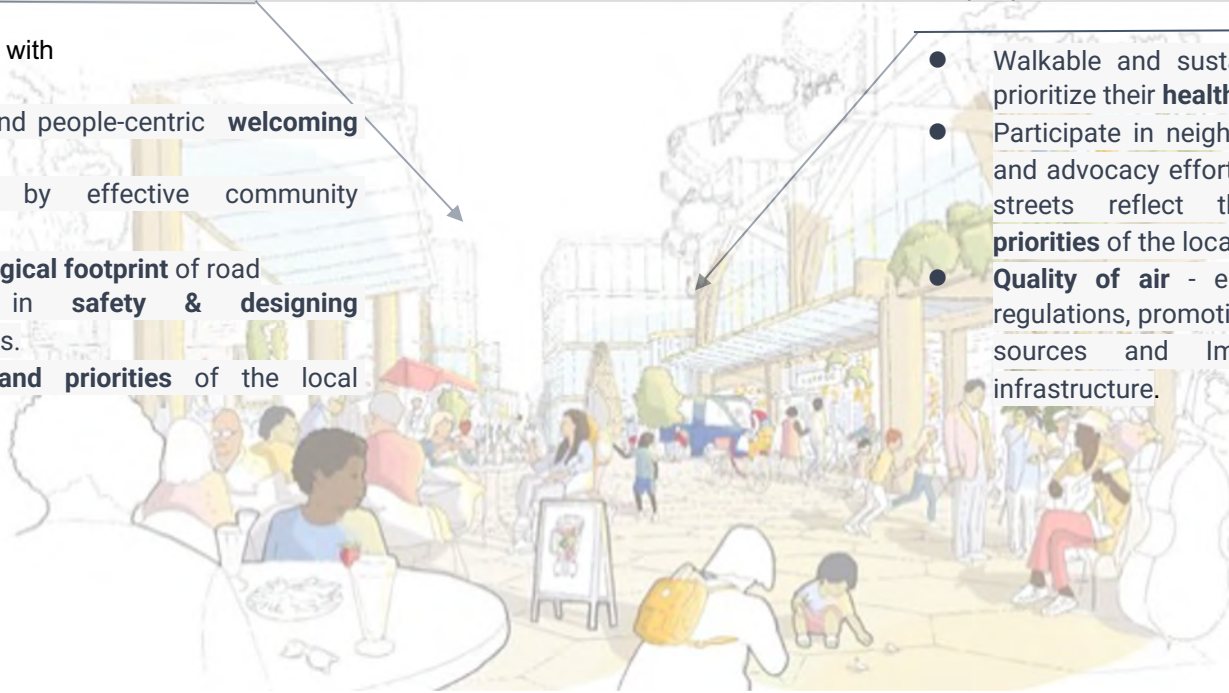 with
nd people-centric welcoming
by effective community
gical footprint of road
in safety & designing
s.
and priorities of the local
Walkable and susta
prioritize their health
Participate in neigh
and advocacy effort
streets reflect th
priorities of the loca
Quality of air - e
regulations, promoti
sources and Im
infrastructure.